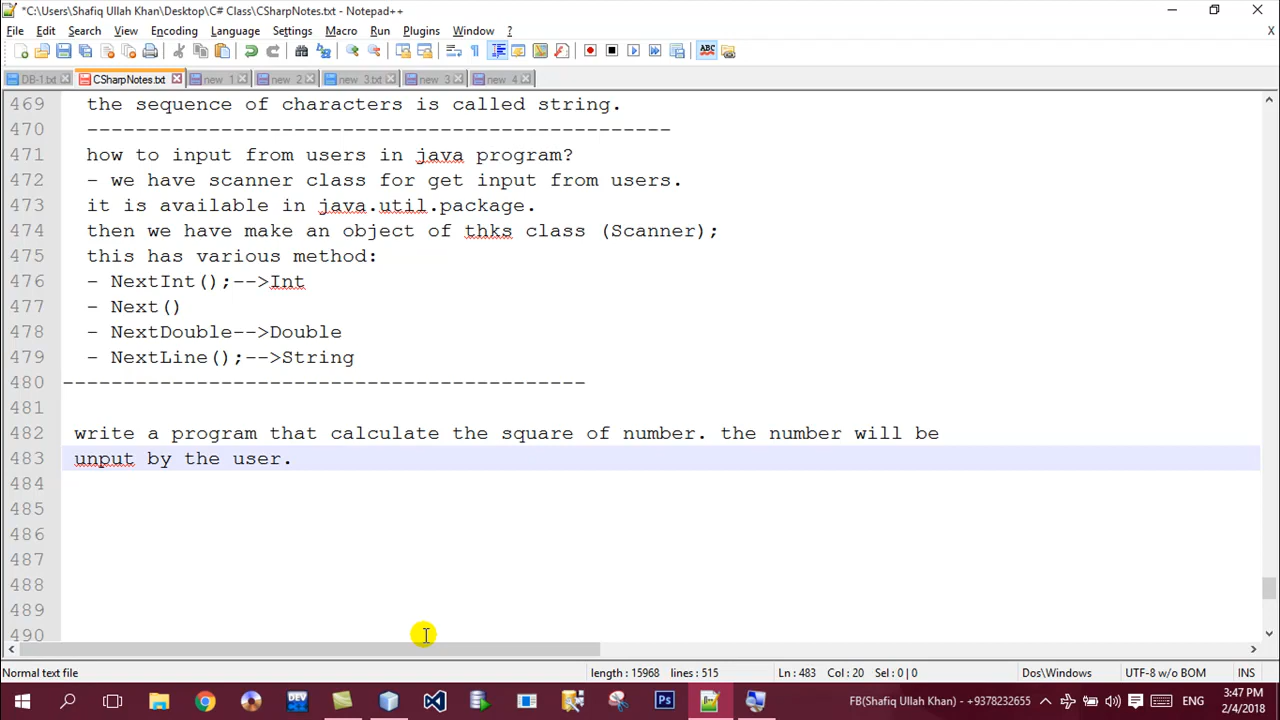 *C:\Users\Shafiq Ullah Khan\Desktop\C# Class\CSharpNotes.txt - Notepad++
File Edit Search View Encoding Language Settings Macro Run Plugins Window ? X
ABC
DB-1.txt CSharpNotes.txt new 1 new 2 new 3.txt new 3 new 4
469 the sequence of characters is called string.
470 ------------------------------------------------
471 how to input from users in java program?
472 - we have scanner class for get input from users.
473 it is available in java.util.package.
474 then we have make an object of thks class (Scanner);
475 this has various method:
476 - NextInt();-->Int
477 - Next()
478 - NextDouble-->Double
479 - NextLine();-->String
480 -------------------------------------------
481
482 write a program that calculate the square of number. the number will be
483 unput by the user.
484
485
486
487
488
489
490
Normal text file length : 15968 lines : 515 Ln : 483 Col : 20 Sel : 0 | 0 Dos\Windows UTF-8 w/o BOM INS
DEV Ps FB(Shafiq Ullah Khan) - +9378232655 ENG 3:47 PM
2/4/2018